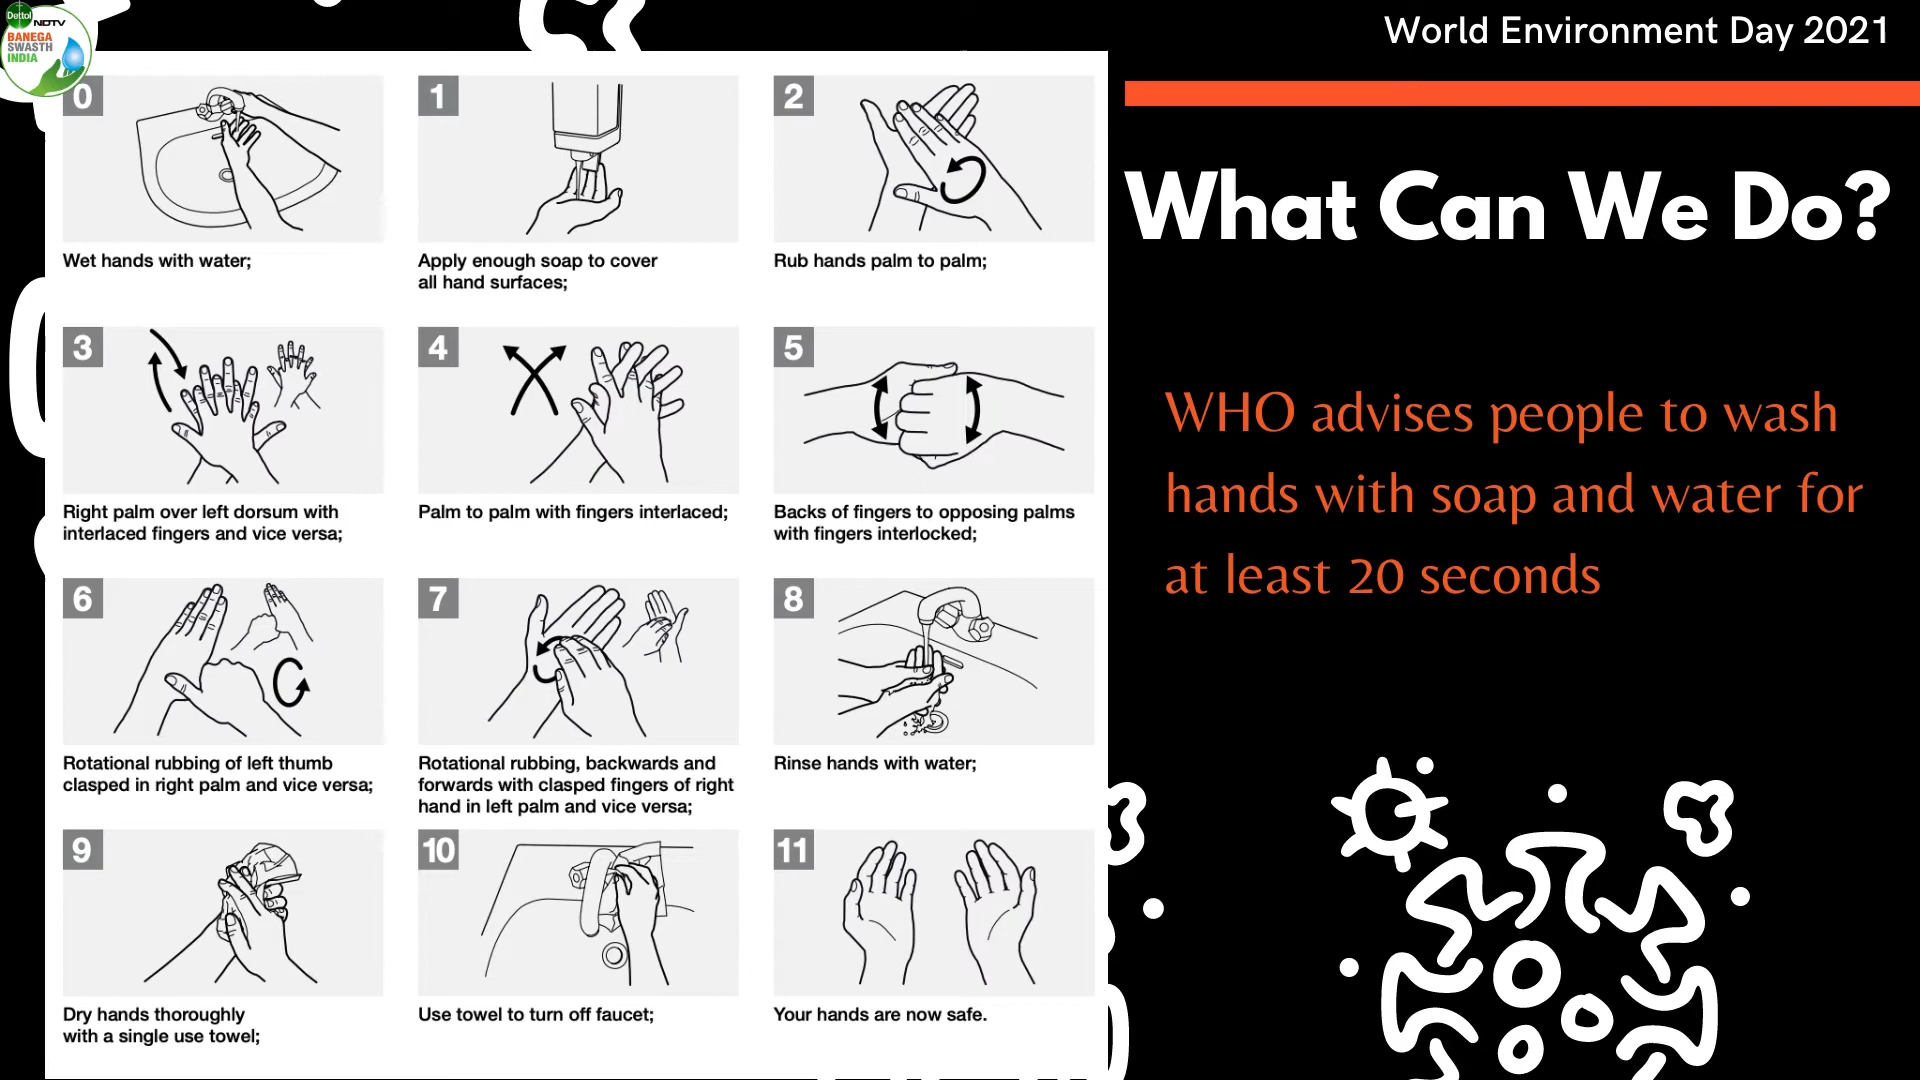 Dettol
NDTV
BANEGA
SWASTH
INDIA
World Environment Day 2021
What Can We Do?
WHO advises people to wash
hands with soap and water for
at least 20 seconds
0
Wet hands with water;
1
Apply enough soap to cover
all hand surfaces;
2
Rub hands palm to palm;
3
Right palm over left dorsum with
interlaced fingers and vice versa;
4
Palm to palm with fingers interlaced;
5
Backs of fingers to opposing palms
with fingers interlocked;
6
Rotational rubbing of left thumb
clasped in right palm and vice versa;
7
Rotational rubbing, backwards and
forwards with clasped fingers of right
hand in left palm and vice versa;
8
Rinse hands with water;
9
Dry hands thoroughly
with a single use towel;
10
Use towel to turn off faucet;
11
Your hands are now safe.